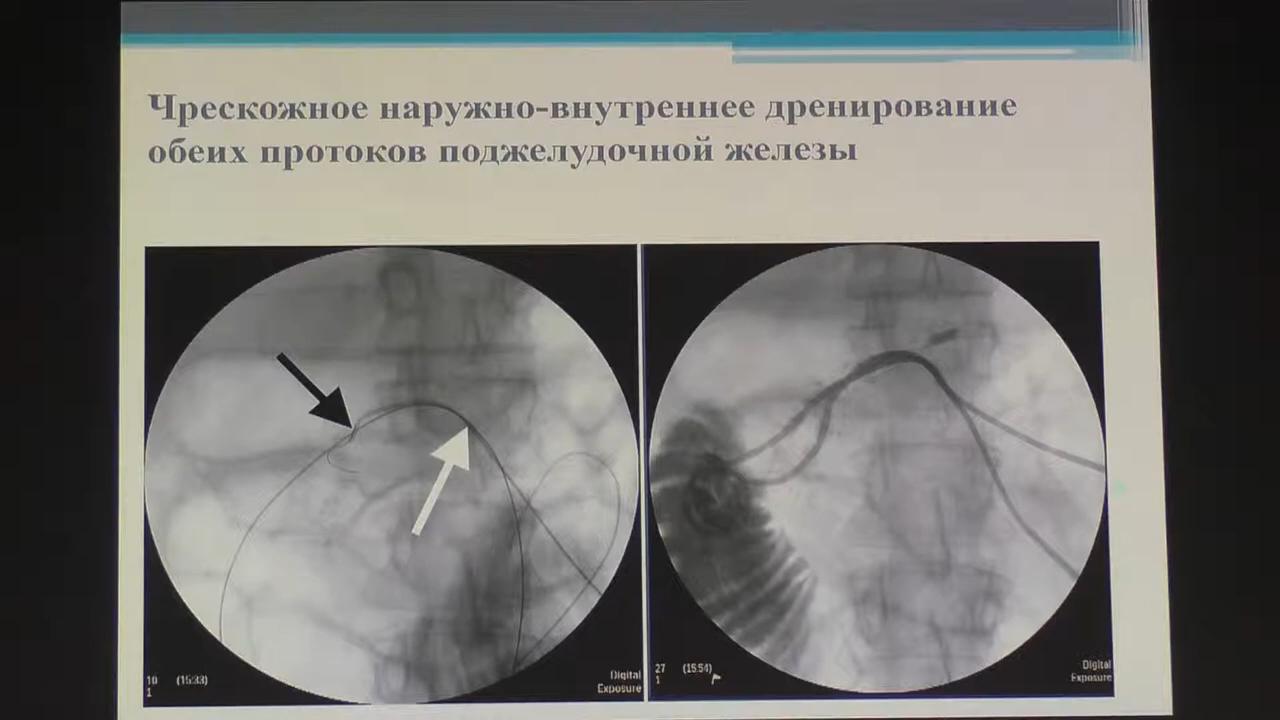 Чрескожное наружно-внутреннее дренирование
обеих протоков поджелудочной железы
10 (15:33)
1
Digital
Exposure
27 (15:54)
1
Digital
Exposure